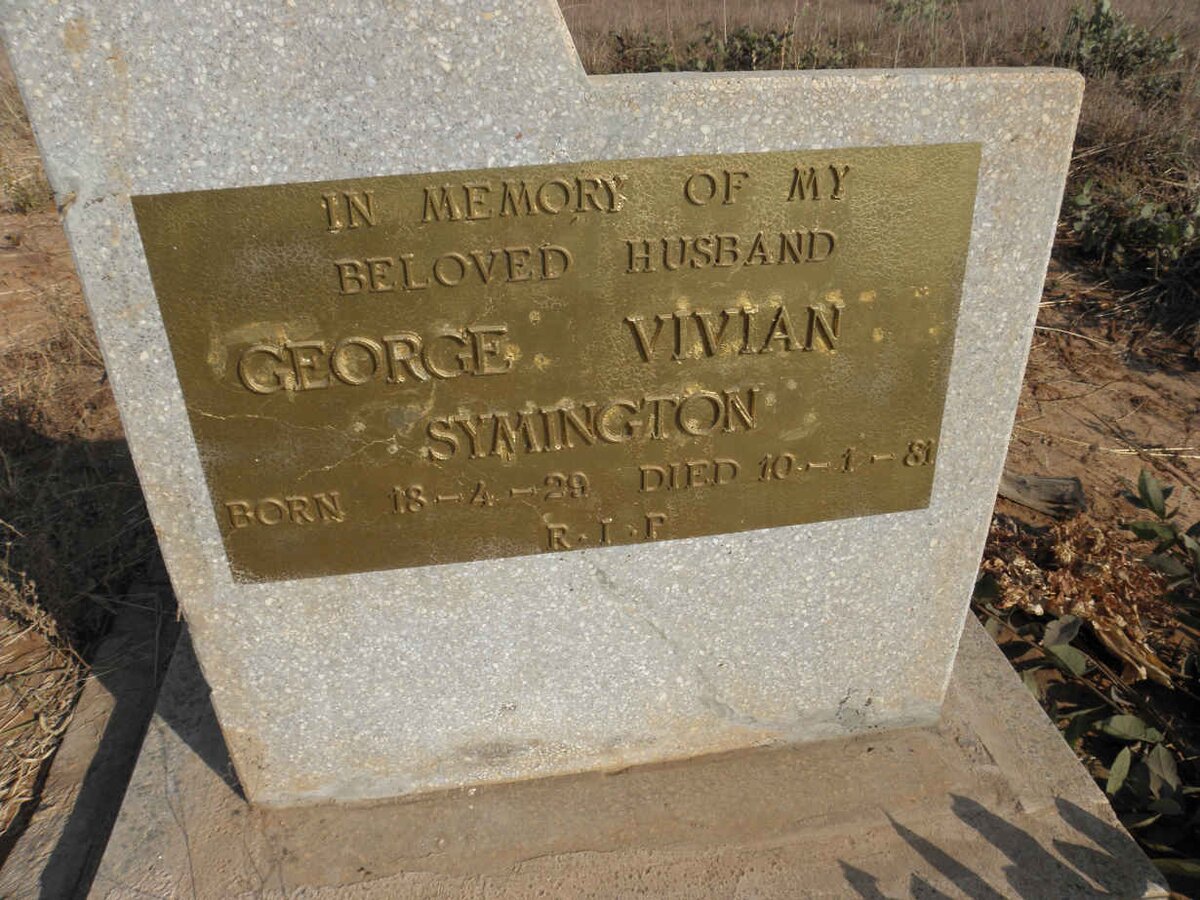 IN MEMORY OF MY
BELOVED HUSBAND
GEORGE VIVIAN
SYMINGTON
BORN 18-4-29 DIED 10-1-81
R.I.P